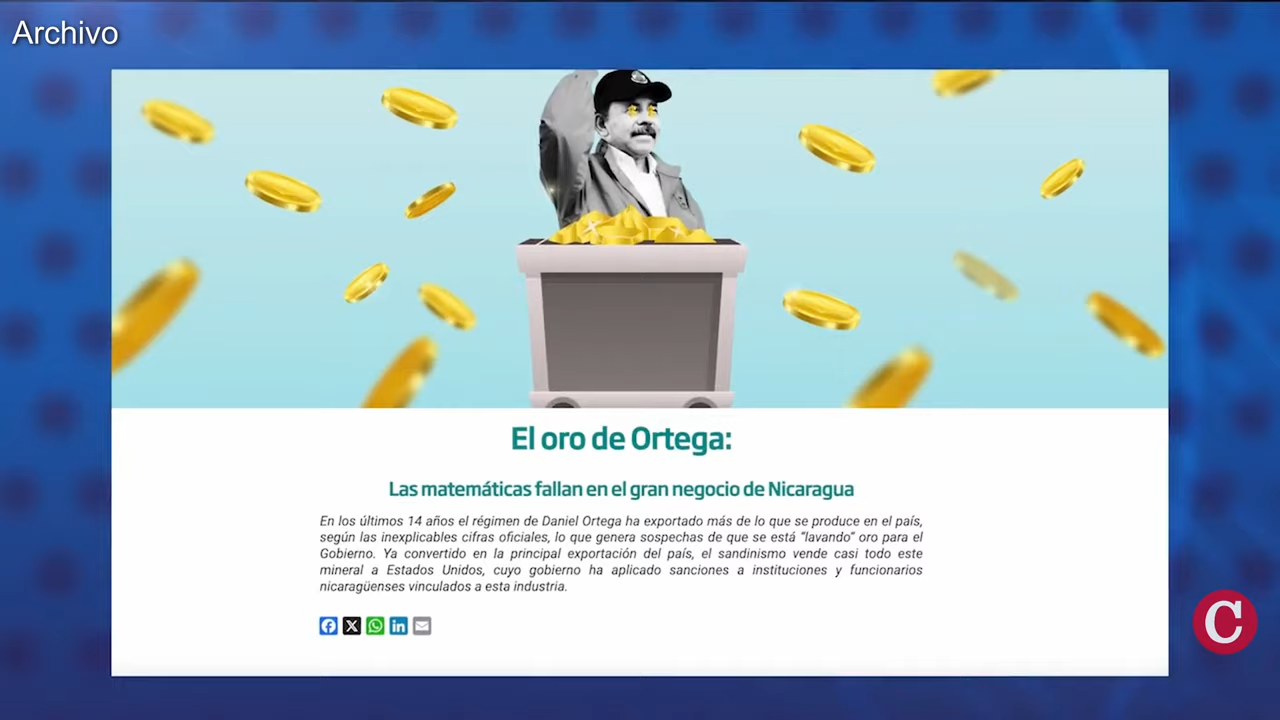 Archivo
El oro de Ortega:
Las matemáticas fallan en el gran negocio de Nicaragua
En los últimos 14 años el régimen de Daniel Ortega ha exportado más de lo que se produce en el país,
según las inexplicables cifras oficiales, lo que genera sospechas de que se está “lavando” oro para el
Gobierno. Ya convertido en la principal exportación del país, el sandinismo vende casi todo este
mineral a Estados Unidos, cuyo gobierno ha aplicado sanciones a instituciones y funcionarios
nicaragüenses vinculados a esta industria.
C